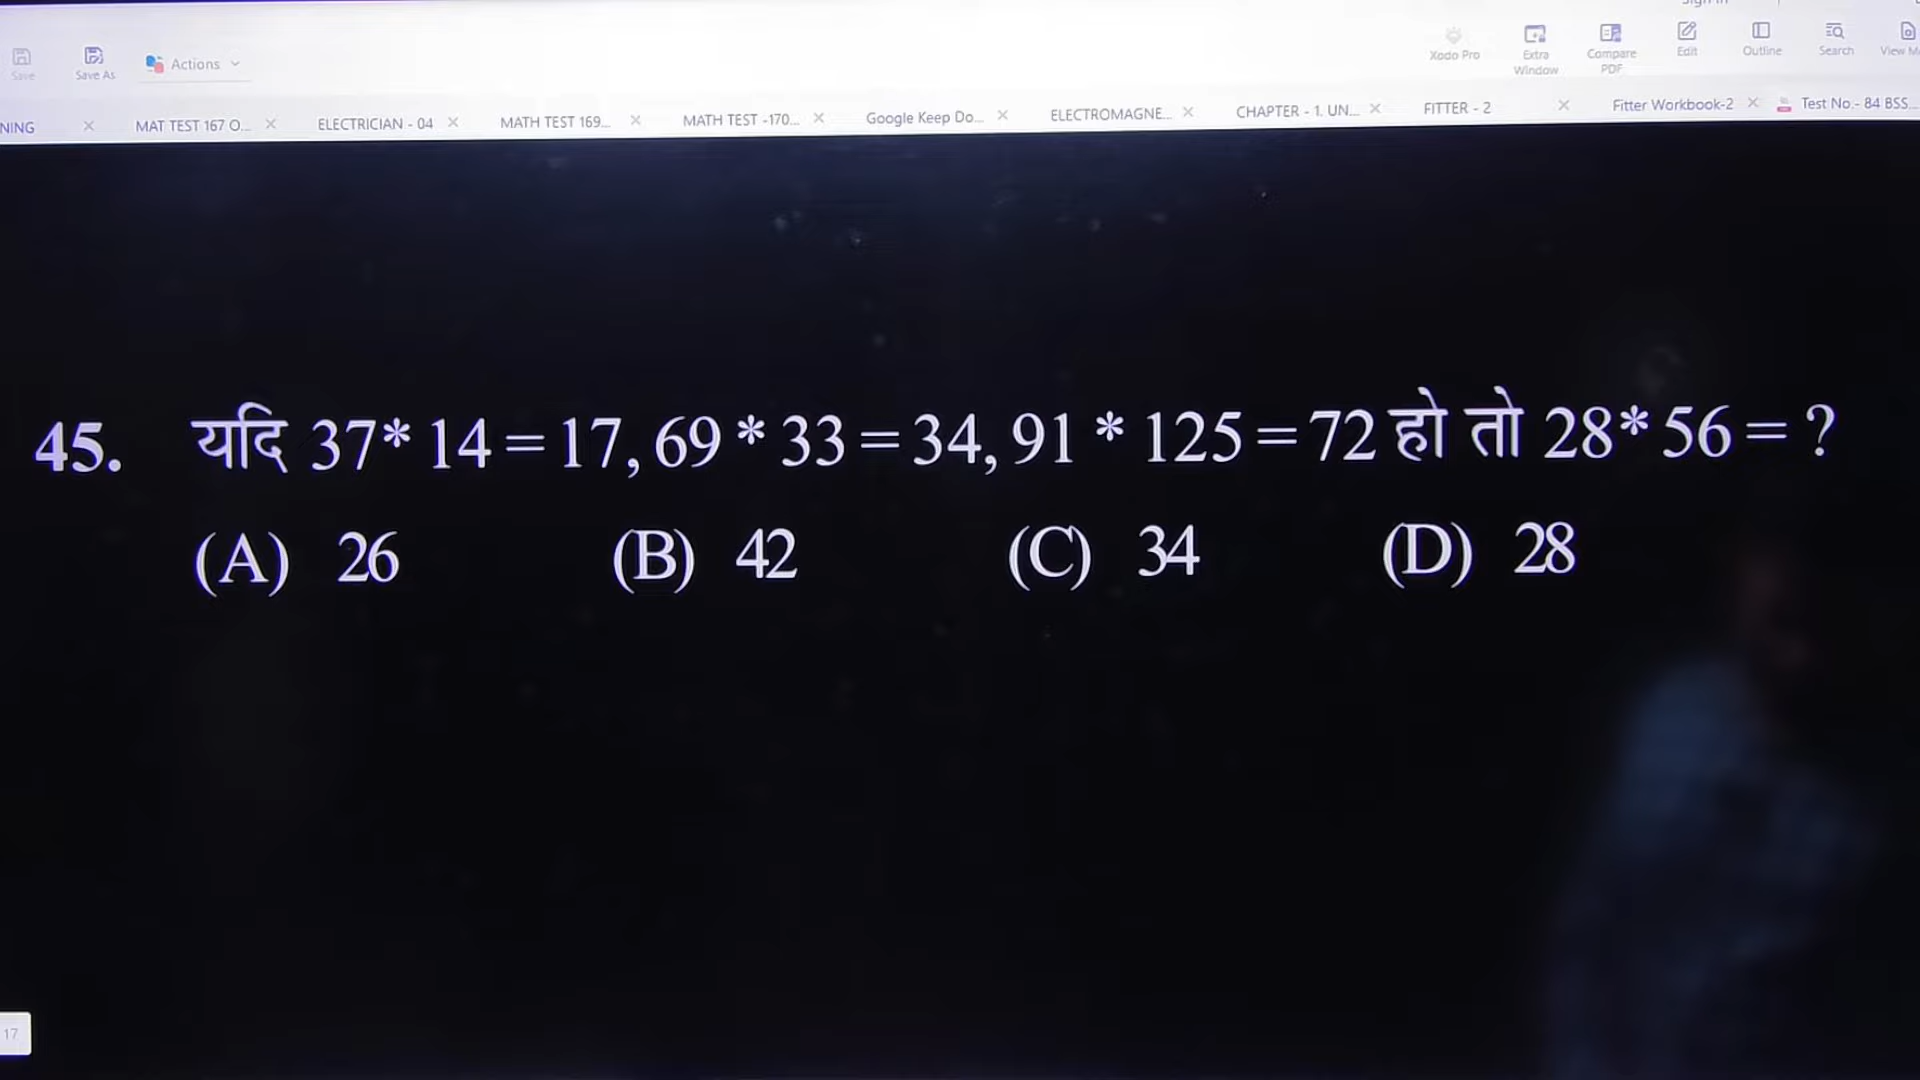 Save Save As Actions Xodo Pro Extra Window Compare PDF Edit Outline Search View
NING MAT TEST 167 O... ELECTRICIAN - 04 MATH TEST 169... MATH TEST -170... Google Keep Do... ELECTROMAGNE... CHAPTER - 1. UN... FITTER - 2 Fitter Workbook-2 Test No.- 84 BSS...
45. यदि 37* 14 = 17, 69 * 33 = 34, 91 * 125 = 72 हो तो 28* 56 = ?
(A) 26 (B) 42 (C) 34 (D) 28
17